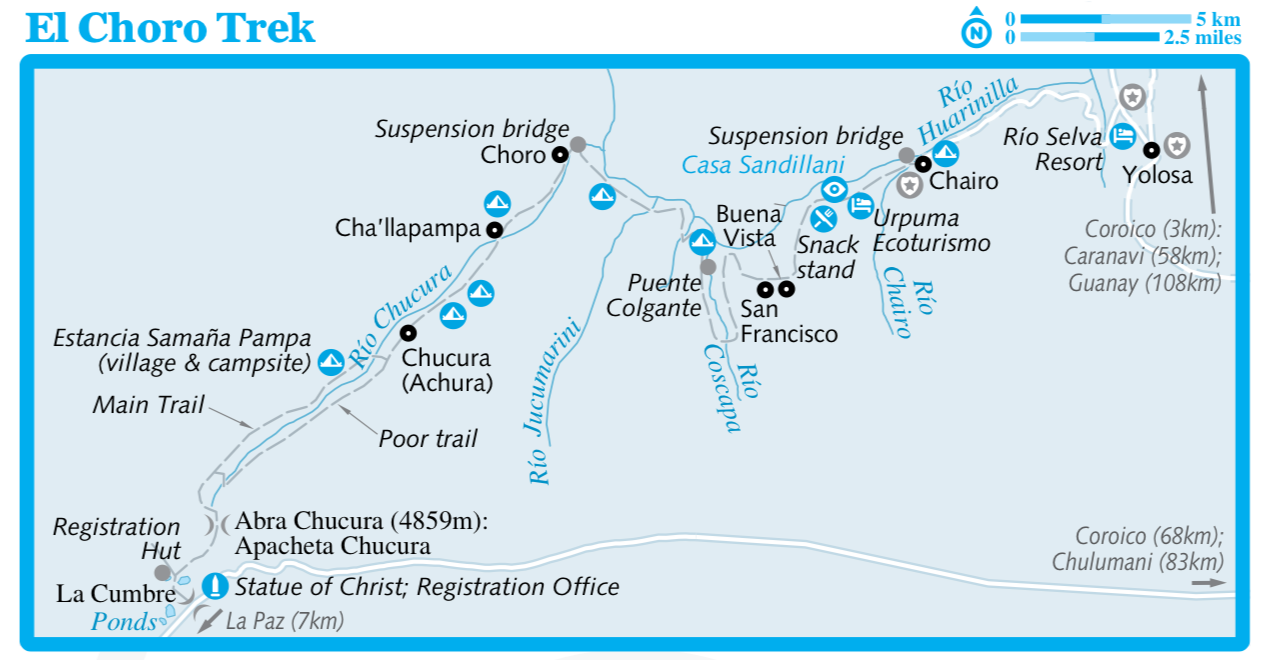 El Choro Trek
N
0
5 km
0
2.5 miles
Suspension bridge
Choro
Suspension bridge
Casa Sandillani
Río
Huarinilla
Río Selva
Resort
Yolosa
Chairo
Cha'llapampa
Buena
Vista
Snack
stand
Urpuma
Ecoturismo
Coroico (3km):
Caranavi (58km);
Guanay (108km)
Puente
Colgante
San
Francisco
Río
Chairo
Río Chucura
Estancia Samaña Pampa
(village & campsite)
Chucura
(Achura)
Río Jucumarini
Río
Coscapa
Main Trail
Poor trail
Registration
Hut
Abra Chucura (4859m):
Apacheta Chucura
Coroico (68km);
Chulumani (83km)
La Cumbre
Statue of Christ; Registration Office
Ponds
La Paz (7km)